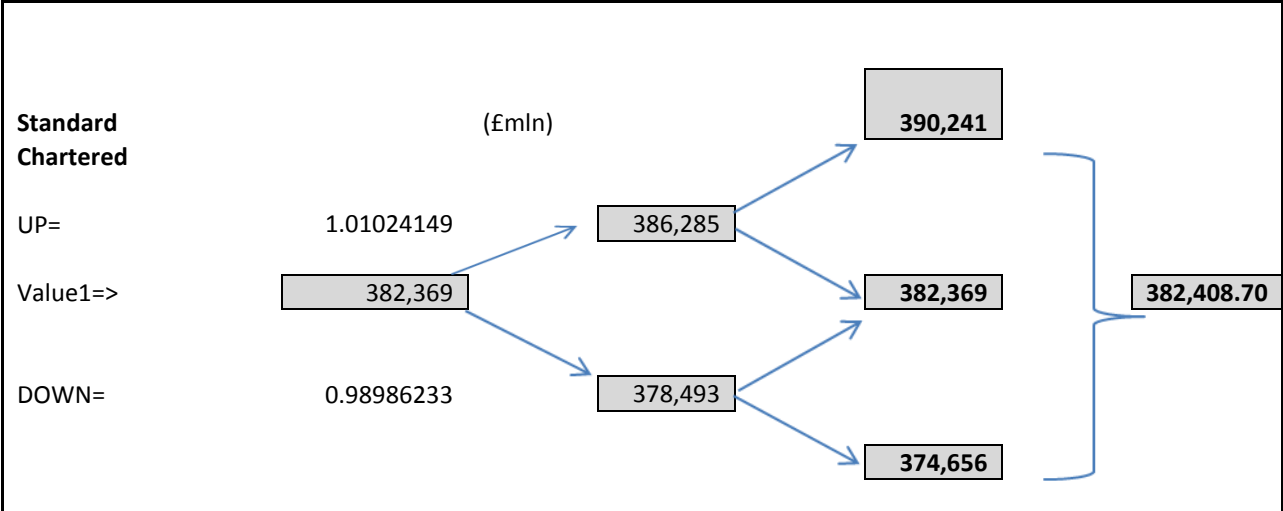 Standard (£mln) 390,241
Chartered
UP= 1.01024149 386,285
Value1=> 382,369 382,369 382,408.70
DOWN= 0.98986233 378,493
374,656